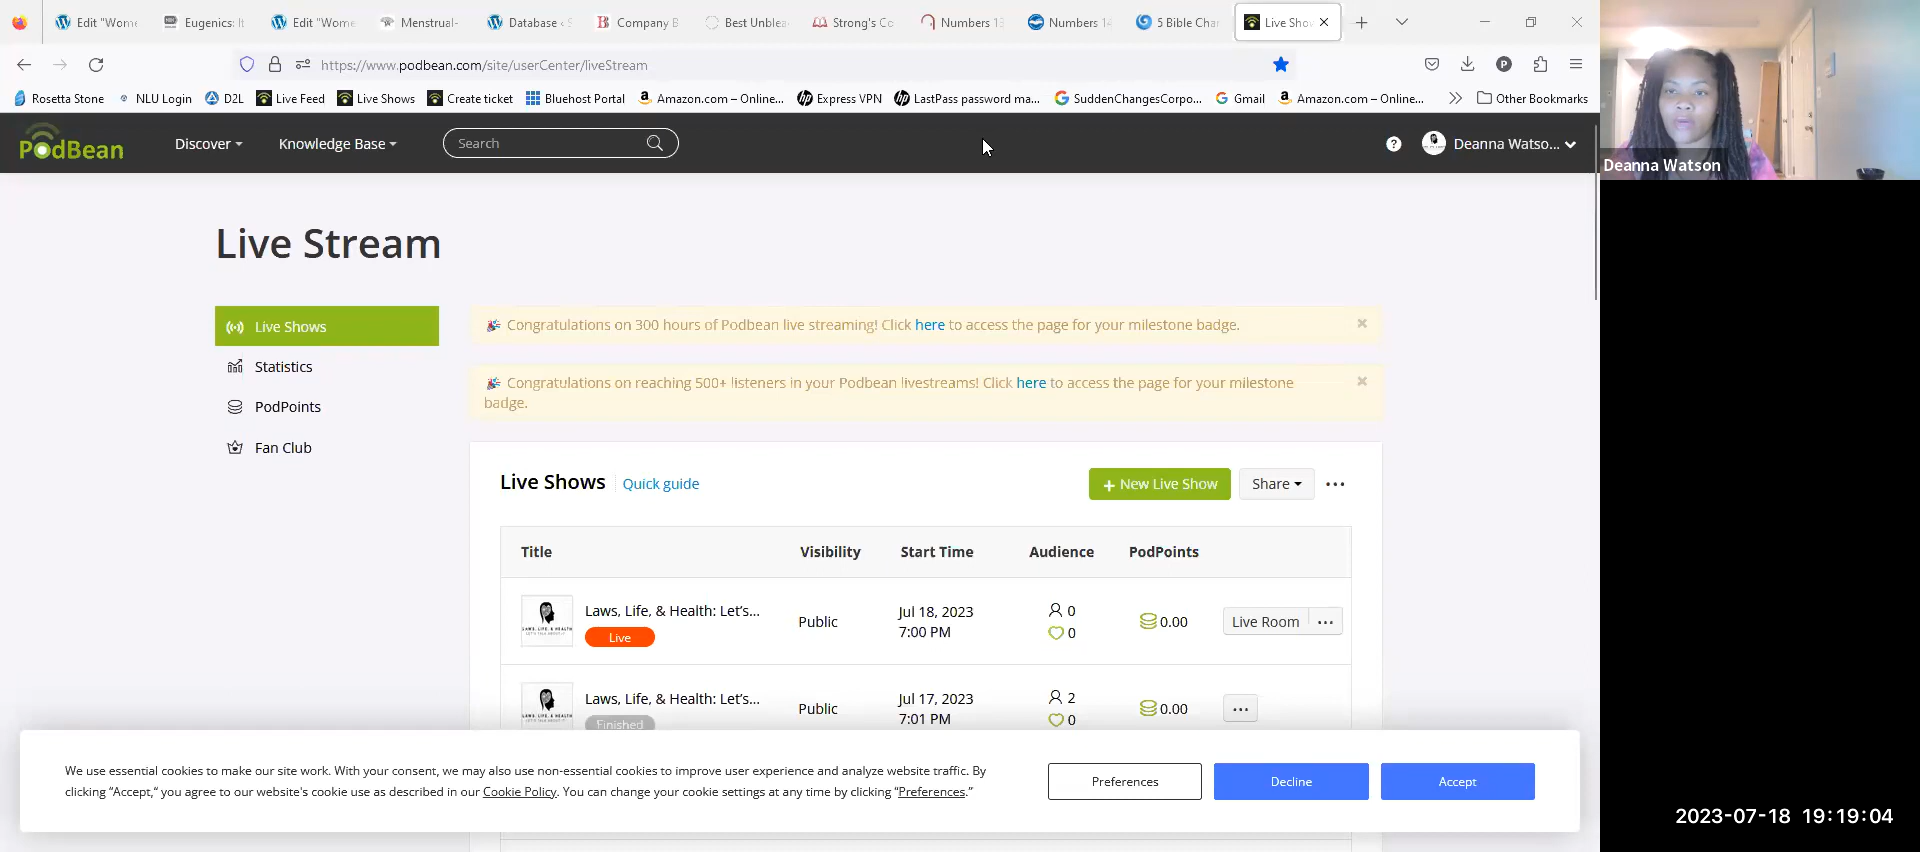 Edit "Wome
Eugenics: It
Edit "Wome
Menstrual-
Database ‹ S
Company B
Best Unblea
Strong's Co
Numbers 13
Numbers 14
5 Bible Cha
Live Sho
https://www.podbean.com/site/userCenter/liveStream
Rosetta Stone
NLU Login
D2L
Live Feed
Live Shows
Create ticket
Bluehost Portal
Amazon.com – Online...
Express VPN
LastPass password ma...
SuddenChangesCorpo...
Gmail
Amazon.com – Online...
Other Bookmarks
PodBean
Discover
Knowledge Base
Search
Deanna Watso...
Deanna Watson
Live Stream
Live Shows
Statistics
PodPoints
Fan Club
Congratulations on 300 hours of Podbean live streaming! Click here to access the page for your milestone badge.
Congratulations on reaching 500+ listeners in your Podbean livestreams! Click here to access the page for your milestone
badge.
Live Shows
Quick guide
+ New Live Show
Share
Title
Visibility
Start Time
Audience
PodPoints
LAWS, LIFE, & HEALTH
Laws, Life, & Health: Let's...
Live
Public
Jul 18, 2023
7:00 PM
0
0
0.00
Live Room
LAWS, LIFE, & HEALTH
Laws, Life, & Health: Let's...
Finished
Public
Jul 17, 2023
7:01 PM
2
0
0.00
We use essential cookies to make our site work. With your consent, we may also use non-essential cookies to improve user experience and analyze website traffic. By
clicking "Accept," you agree to our website's cookie use as described in our Cookie Policy. You can change your cookie settings at any time by clicking "Preferences."
Preferences
Decline
Accept
2023-07-18 19:19:04